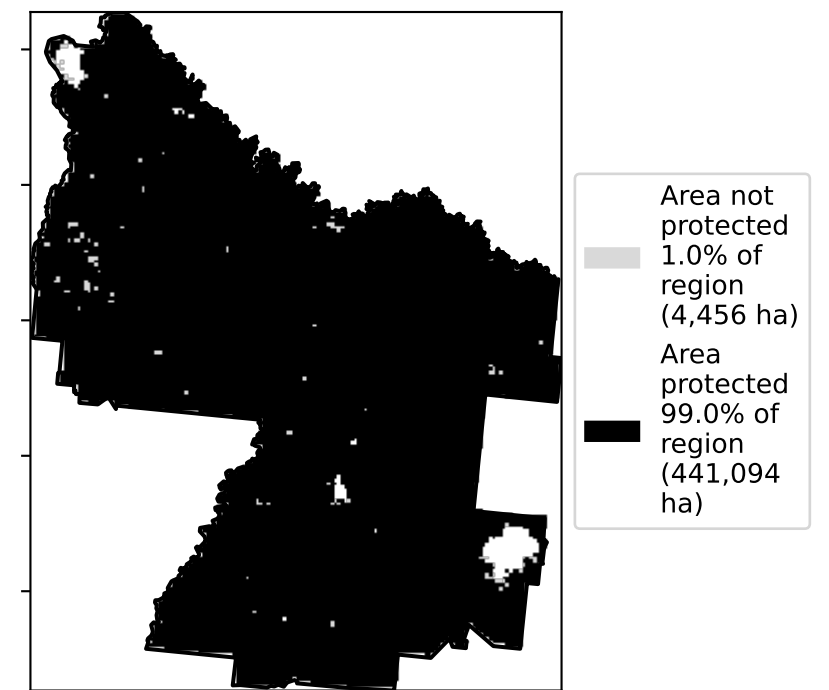 Area not
protected
1.0% of
region
(4,456 ha)
Area
protected
99.0% of
region
(441,094
ha)